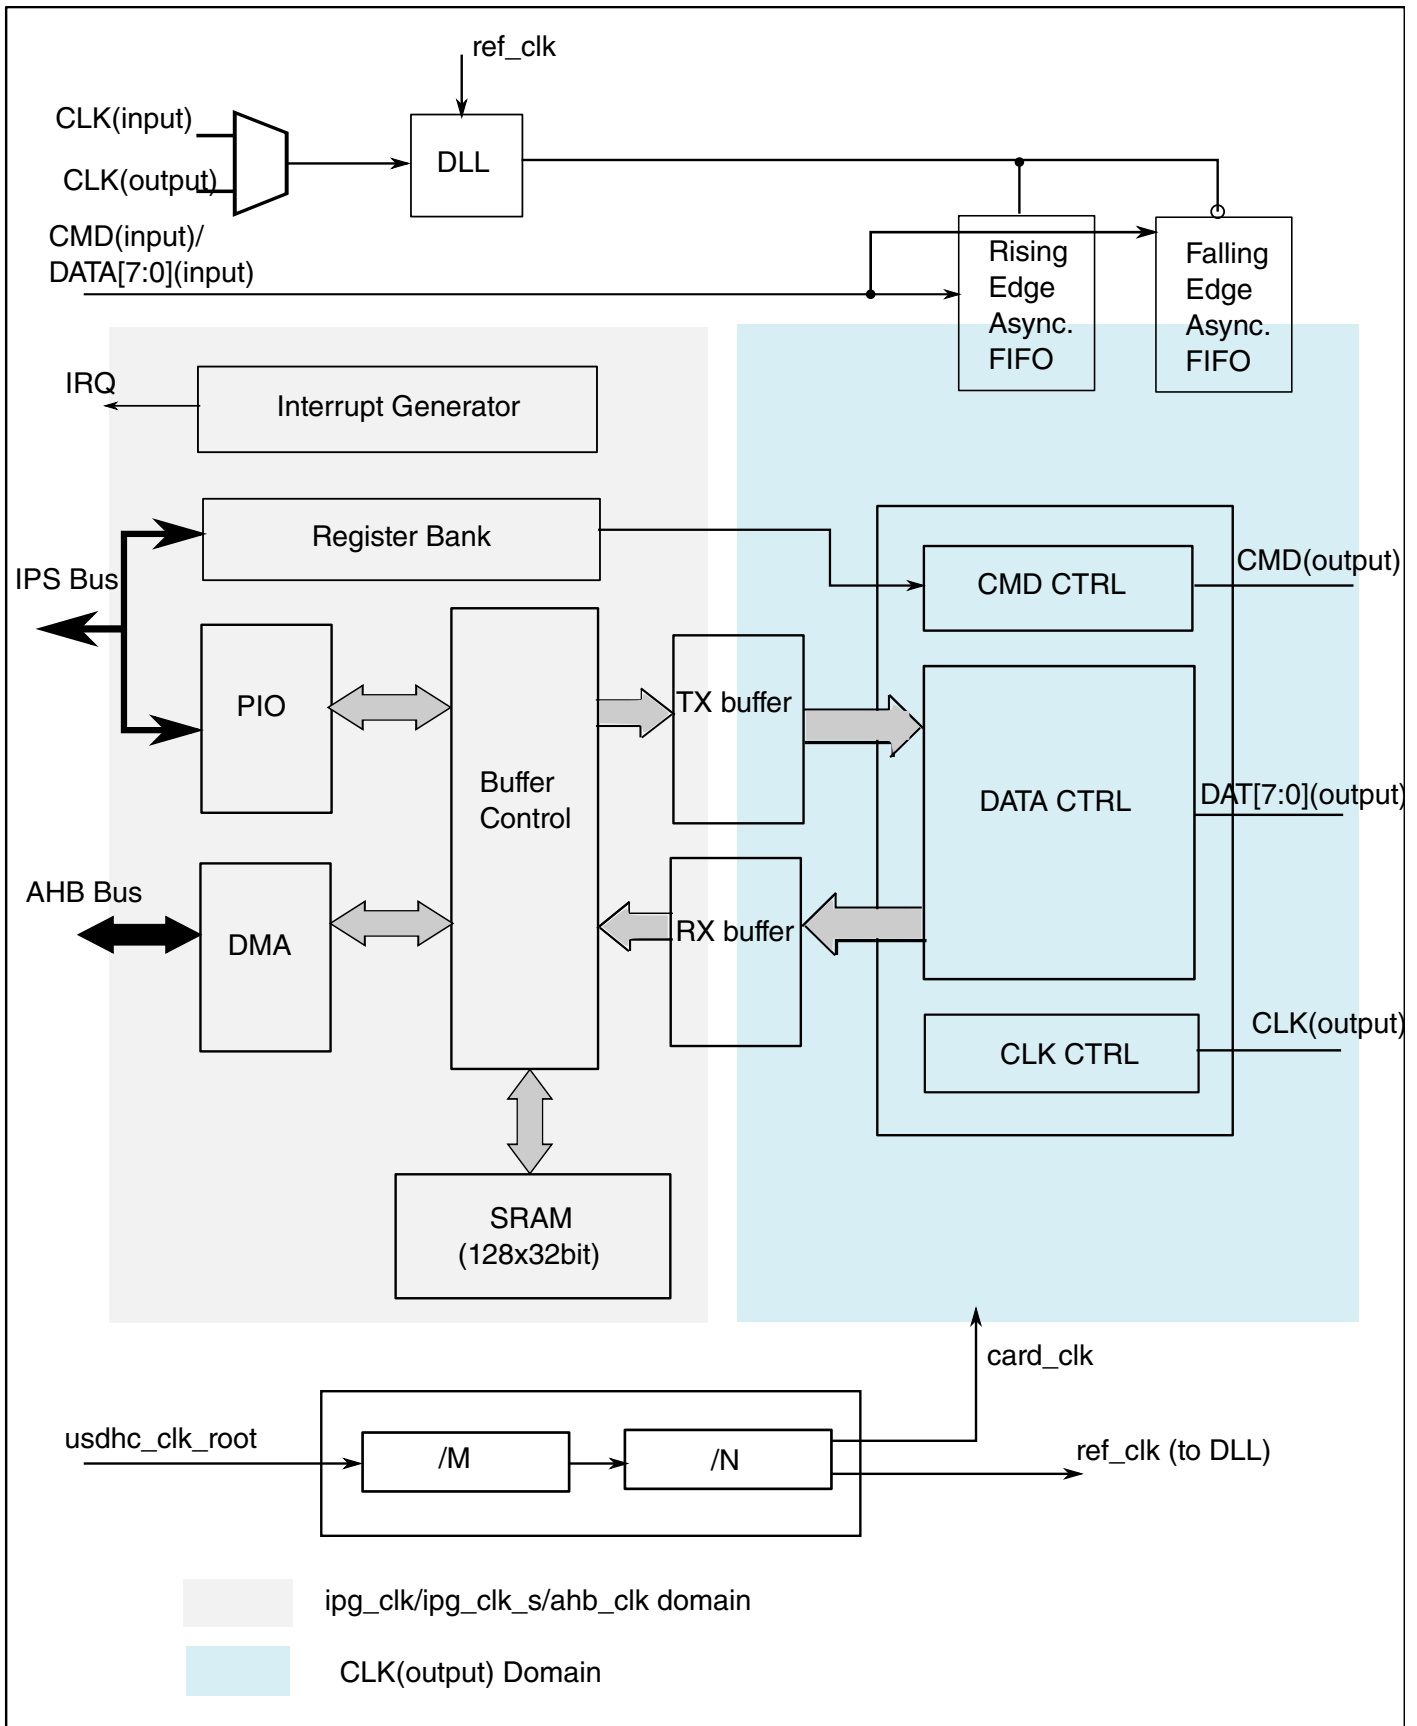 ref_clk
CLK(input)
DLL
CLK(output)
CMD(input)/
DATA[7:0](input)
Rising
Edge
Async.
FIFO
Falling
Edge
Async.
FIFO
IRQ
Interrupt Generator
Register Bank
IPS Bus
CMD CTRL
CMD(output)
PIO
TX buffer
Buffer
Control
DATA CTRL
DAT[7:0](output)
AHB Bus
DMA
RX buffer
CLK CTRL
CLK(output)
SRAM
(128x32bit)
card_clk
usdhc_clk_root
/M
/N
ref_clk (to DLL)
ipg_clk/ipg_clk_s/ahb_clk domain
CLK(output) Domain